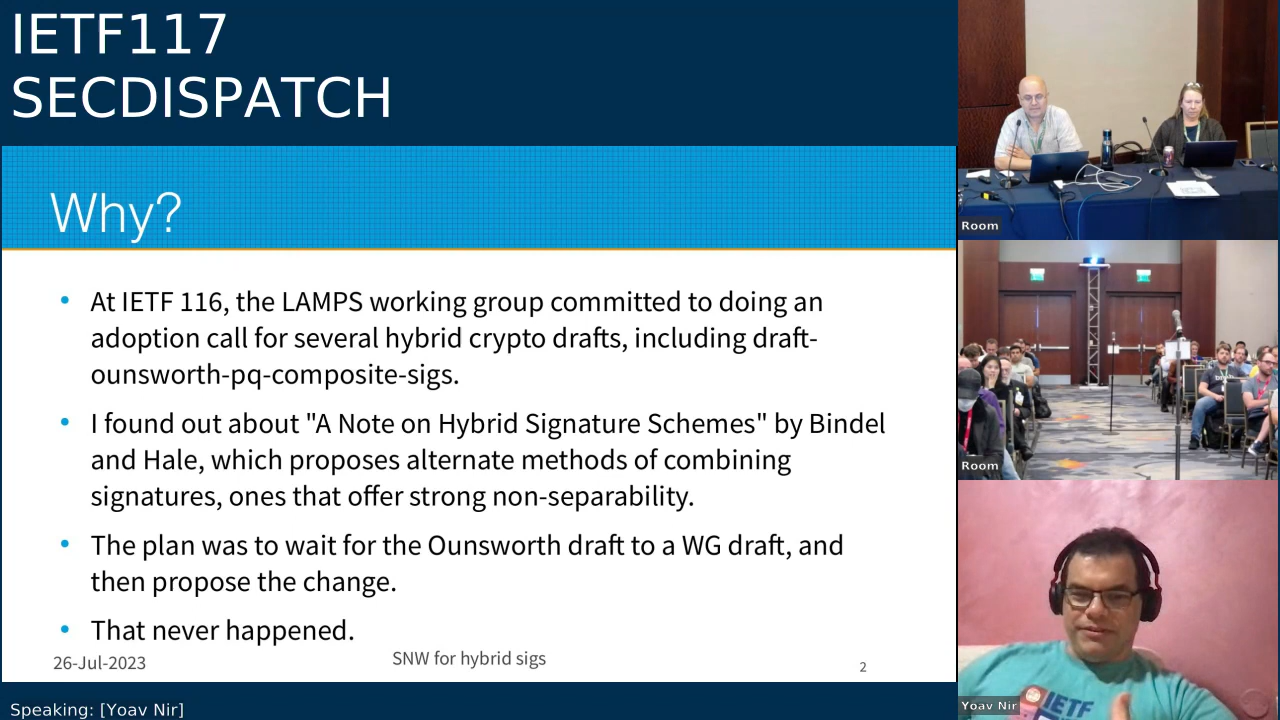 IETF117
SECDISPATCH
Why?
• At IETF 116, the LAMPS working group committed to doing an
adoption call for several hybrid crypto drafts, including draft-
ounsworth-pq-composite-sigs.
• I found out about "A Note on Hybrid Signature Schemes" by Bindel
and Hale, which proposes alternate methods of combining
signatures, ones that offer strong non-separability.
• The plan was to wait for the Ounsworth draft to a WG draft, and
then propose the change.
• That never happened.
26-Jul-2023
SNW for hybrid sigs
2
Speaking: [Yoav Nir]
Room
Room
Yoav Nir
IETF